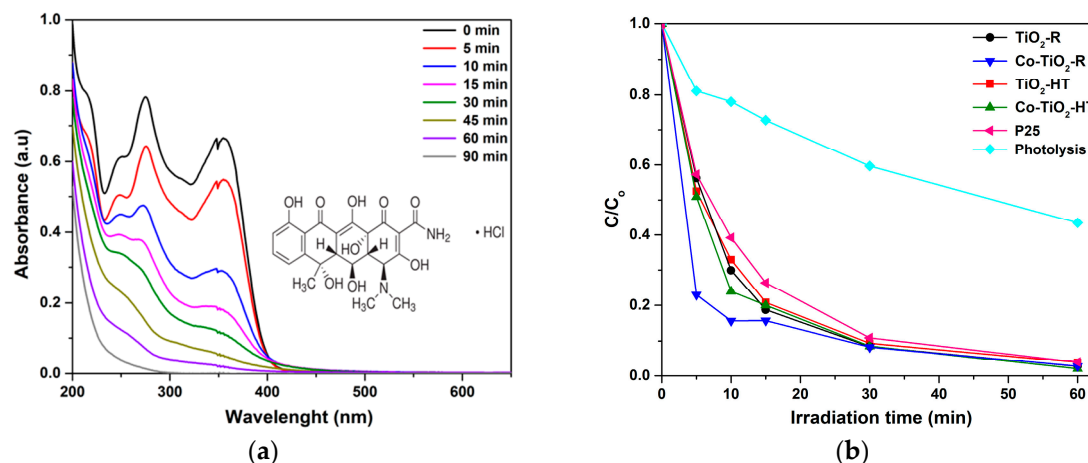 1.0
0.8
0.6
0.4
0.2
0.0
200
300
400
500
600
Absorbance (a.u)
Wavelenght (nm)
0 min
5 min
10 min
15 min
30 min
45 min
60 min
90 min
OH O OH O O
NH₂
• HCl
HO
H H
OH
H₃C OH OH N
H₃C CH₃
(a)
1.0
0.8
0.6
0.4
0.2
0.0
0
10
20
30
40
50
60
C/Cₒ
Irradiation time (min)
TiO₂-R
Co-TiO₂-R
TiO₂-HT
Co-TiO₂-HT
P25
Photolysis
(b)